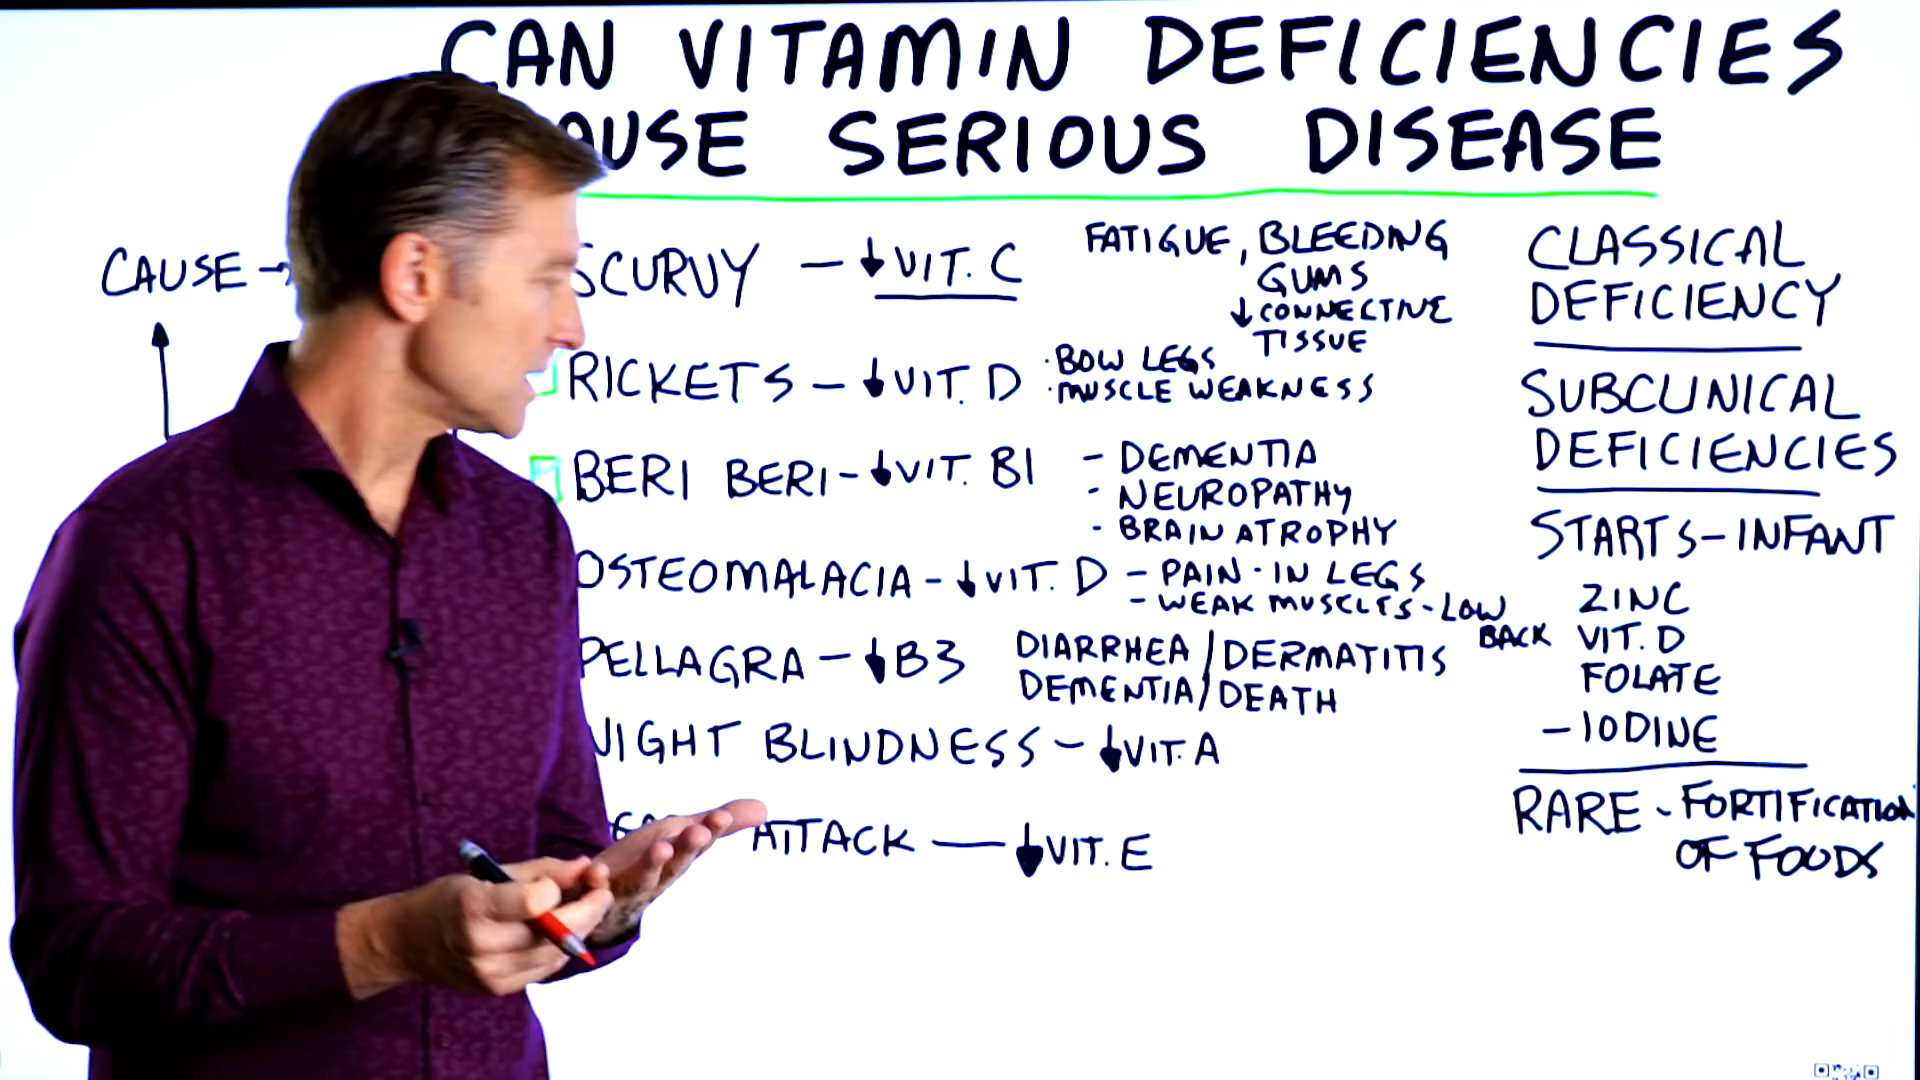 CAN VITAMIN DEFICIENCIES
AUSE SERIOUS DISEASE
CAUSE →
SCURVY — ↓VIT. C
FATIGUE, BLEEDING
GUMS
↓CONNECTIVE
TISSUE
RICKETS — ↓VIT. D
·BOW LEGS
·MUSCLE WEAKNESS
BERI BERI - ↓VIT. B1
- DEMENTIA
- NEUROPATHY
- BRAIN ATROPHY
OSTEOMALACIA - ↓VIT. D
- PAIN - IN LEGS
- WEAK MUSCLES - LOW
BACK
PELLAGRA — ↓B3
DIARRHEA / DERMATITIS
DEMENTIA / DEATH
NIGHT BLINDNESS — ↓VIT. A
ATTACK — ↓VIT. E
CLASSICAL
DEFICIENCY
SUBCLINICAL
DEFICIENCIES
STARTS - INFANT
ZINC
VIT. D
FOLATE
- IODINE
RARE - FORTIFICATION
OF FOODS